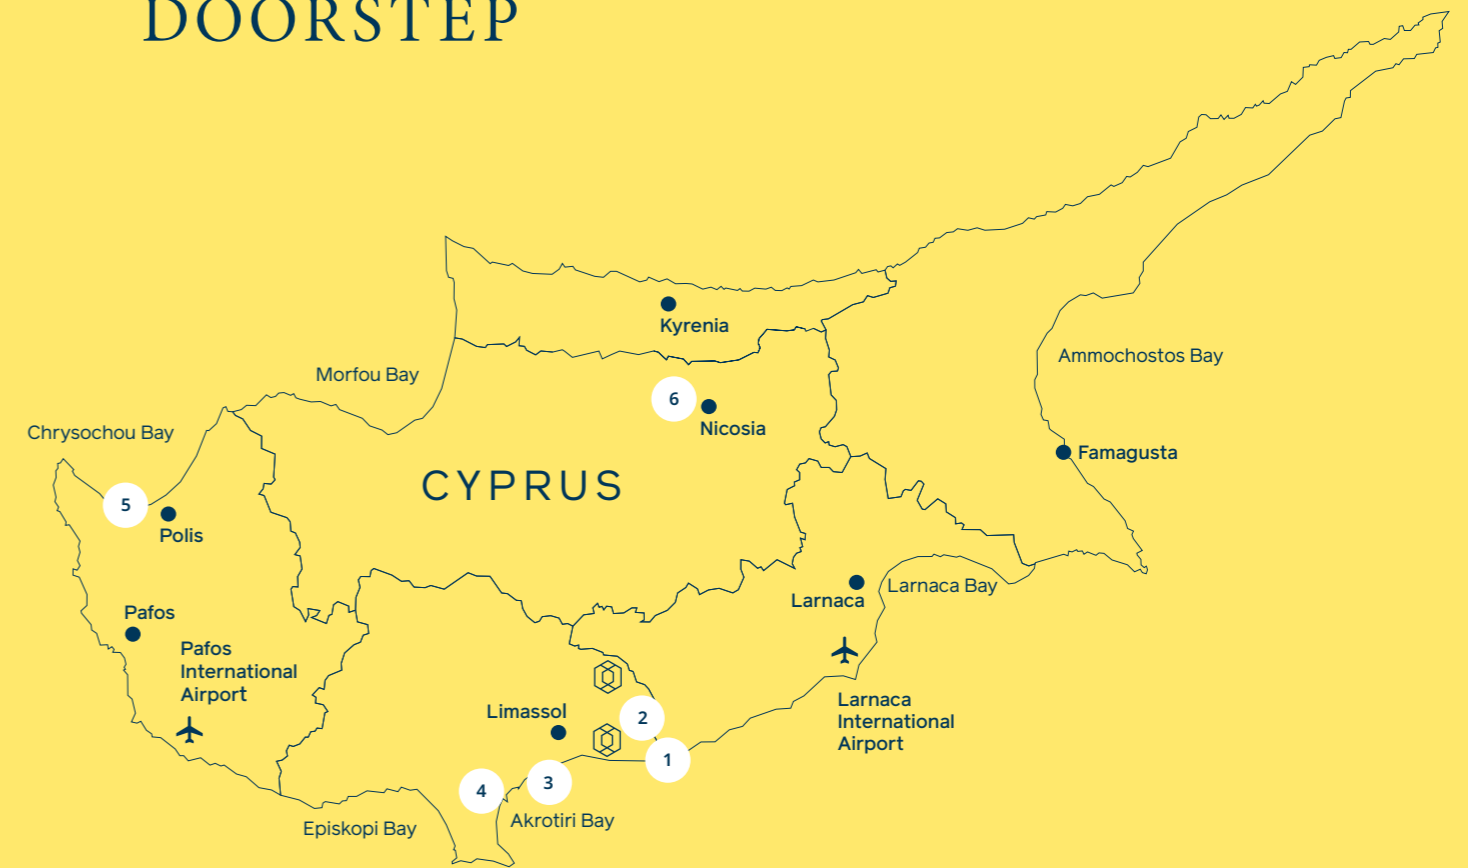 DOORSTEP
Kyrenia
Ammochostos Bay
Morfou Bay
6
Nicosia
Chrysochou Bay
Famagusta
CYPRUS
5
Polis
Larnaca Bay
Larnaca
Pafos
Pafos
International
Airport
Larnaca
International
Airport
Limassol
2
1
3
4
Akrotiri Bay
Episkopi Bay